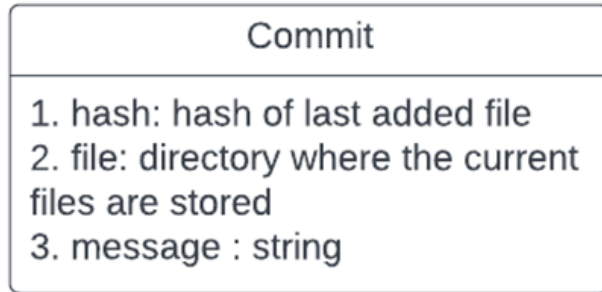 Commit
1. hash: hash of last added file
2. file: directory where the current
files are stored
3. message : string